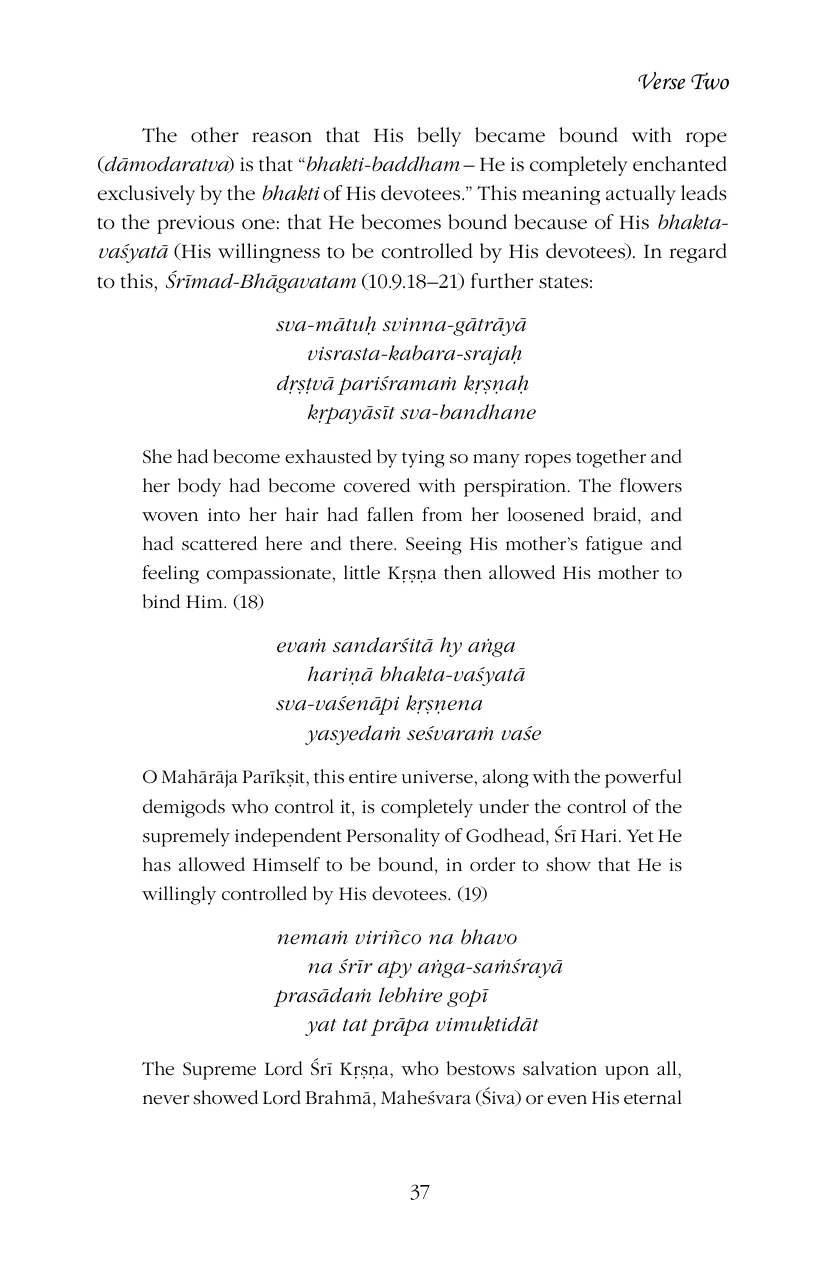 Verse Two
The other reason that His belly became bound with rope
(dāmodaratva) is that “bhakti-baddham – He is completely enchanted
exclusively by the bhakti of His devotees.” This meaning actually leads
to the previous one: that He becomes bound because of His bhakta-
vaśyatā (His willingness to be controlled by His devotees). In regard
to this, Śrīmad-Bhāgavatam (10.9.18–21) further states:
sva-mātuḥ svinna-gātrāyā
visrasta-kabara-srajaḥ
dṛṣṭvā pariśramaṁ kṛṣṇaḥ
kṛpayāsīt sva-bandhane
She had become exhausted by tying so many ropes together and
her body had become covered with perspiration. The flowers
woven into her hair had fallen from her loosened braid, and
had scattered here and there. Seeing His mother’s fatigue and
feeling compassionate, little Kṛṣṇa then allowed His mother to
bind Him. (18)
evaṁ sandarśitā hy aṅga
hariṇā bhakta-vaśyatā
sva-vaśenāpi kṛṣṇena
yasyedaṁ seśvaraṁ vaśe
O Mahārāja Parīkṣit, this entire universe, along with the powerful
demigods who control it, is completely under the control of the
supremely independent Personality of Godhead, Śrī Hari. Yet He
has allowed Himself to be bound, in order to show that He is
willingly controlled by His devotees. (19)
nemaṁ viriñco na bhavo
na śrīr apy aṅga-saṁśrayā
prasādaṁ lebhire gopī
yat tat prāpa vimuktidāt
The Supreme Lord Śrī Kṛṣṇa, who bestows salvation upon all,
never showed Lord Brahmā, Maheśvara (Śiva) or even His eternal
37